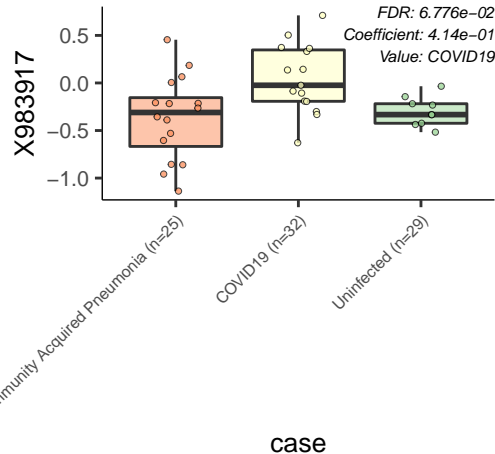 FDR: 6.776e−02
Coefficient: 4.14e−01
Value: COVID19
X983917
0.5
0.0
−0.5
−1.0
Acquired Pneumonia (n=25)
COVID19 (n=32)
Uninfected (n=29)
case